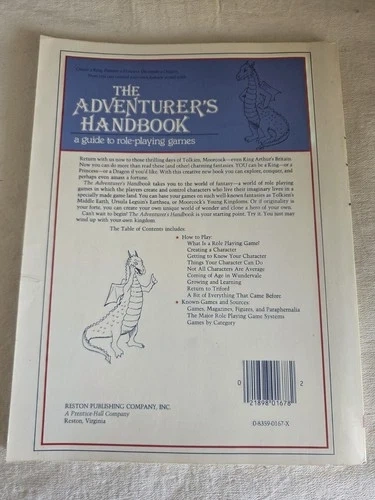 THE
ADVENTURER'S
HANDBOOK
a guide to role-playing games
Return with us now to those thrilling days of Tolkien, Moorcock—even King Arthur's Britain.
Now you can do more than read these (and other) charming fantasies. YOU can be a King—or a
Princess—or a Dragon if you'd like. With this creative new book you can explore, conquer, and
perhaps even amass a fortune.
The Adventurer's Handbook takes you to the world of fantasy—a world of role playing
games in which the players create and control characters who live their imaginary lives in a
specially made game land. You can base your games on such well-known fantasies as Tolkien's
Middle Earth, Ursula Leguin's Earthsea, or Moorcock's Young Kingdoms. Or if originality is
your forte, you can create your own unique world of wonder and
Can't wait to begin? The Adventurer's Handbook is your starting point. Try it. You just may
wind up with your own kingdom.
The Table of Contents includes:
How to Play:
What Is a Role Playing Game?
Creating a Character
Getting to Know Your Character
Things Your Character Can Do
Not All Characters Are Average
Coming of Age in Wundervale
Growing and Learning
Return to Treford
A Bit of Everything That Came Before
Known Games and Sources:
Games, Magazines, Figures, and Paraphernalia
The Major Role Playing Game Systems
Games by Category
RESTON PUBLISHING COMPANY, INC.
A Prentice-Hall Company
Reston, Virginia
0 21898 01678 2
0-8359-0167-X